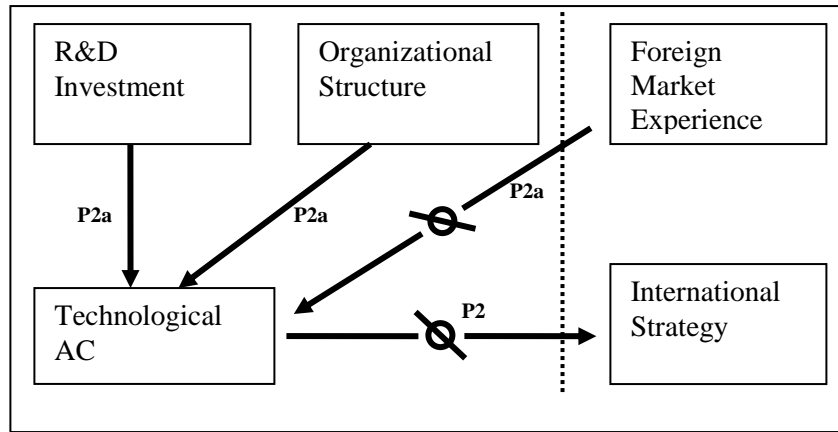 R&D
Investment
Organizational
Structure
Foreign
Market
Experience
P2a
P2a
P2a
Technological
AC
P2
International
Strategy